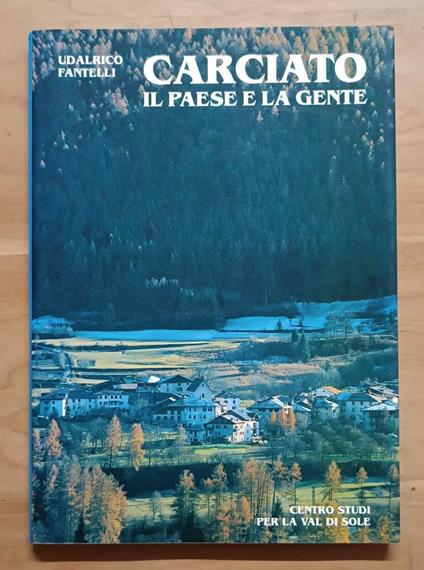 UDALRICO
FANTELLI
CARCIATO
IL PAESE E LA GENTE
CENTRO STUDI
PER LA VAL DI SOLE